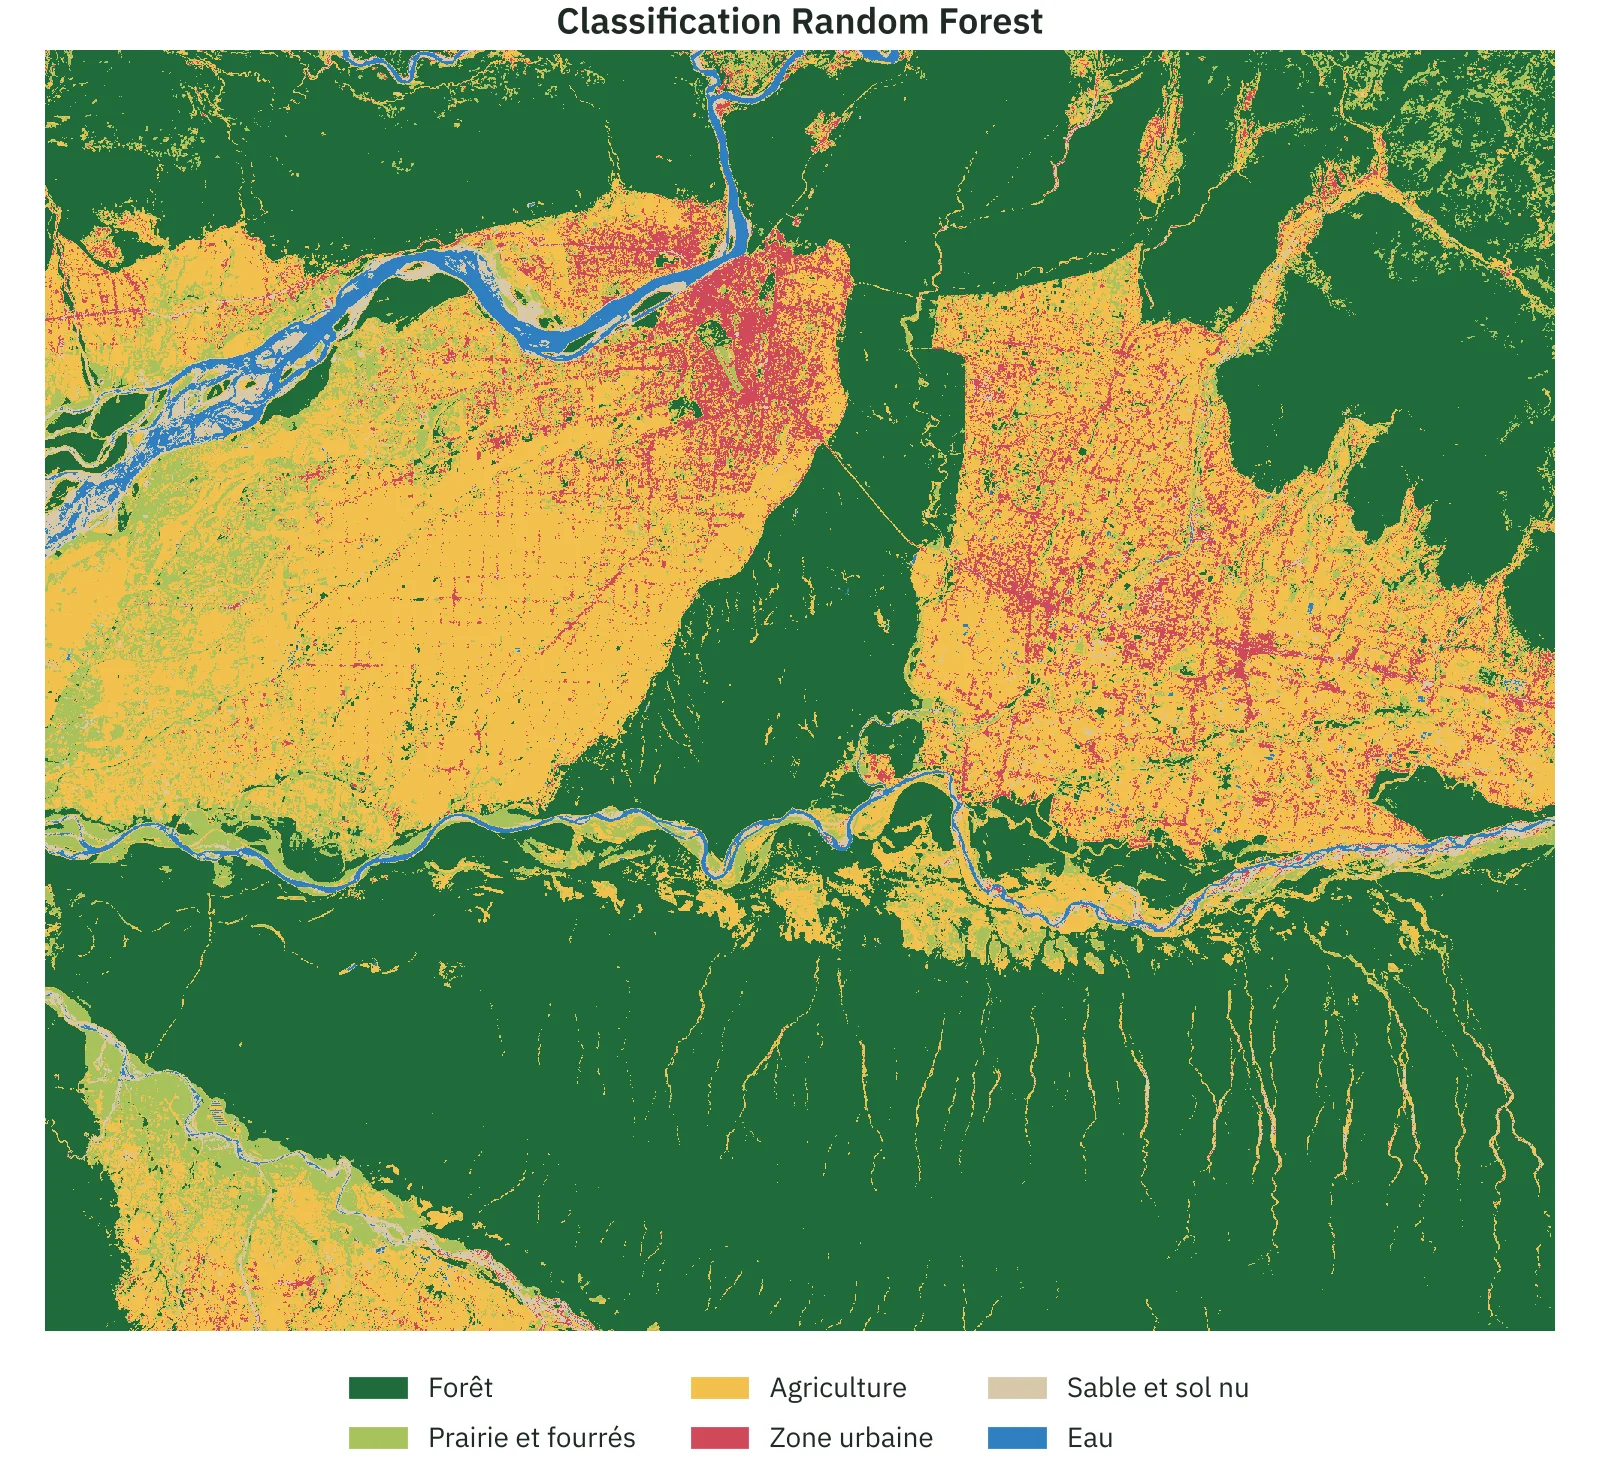 Classification Random Forest
Forêt
Agriculture
Sable et sol nu
Prairie et fourrés
Zone urbaine
Eau